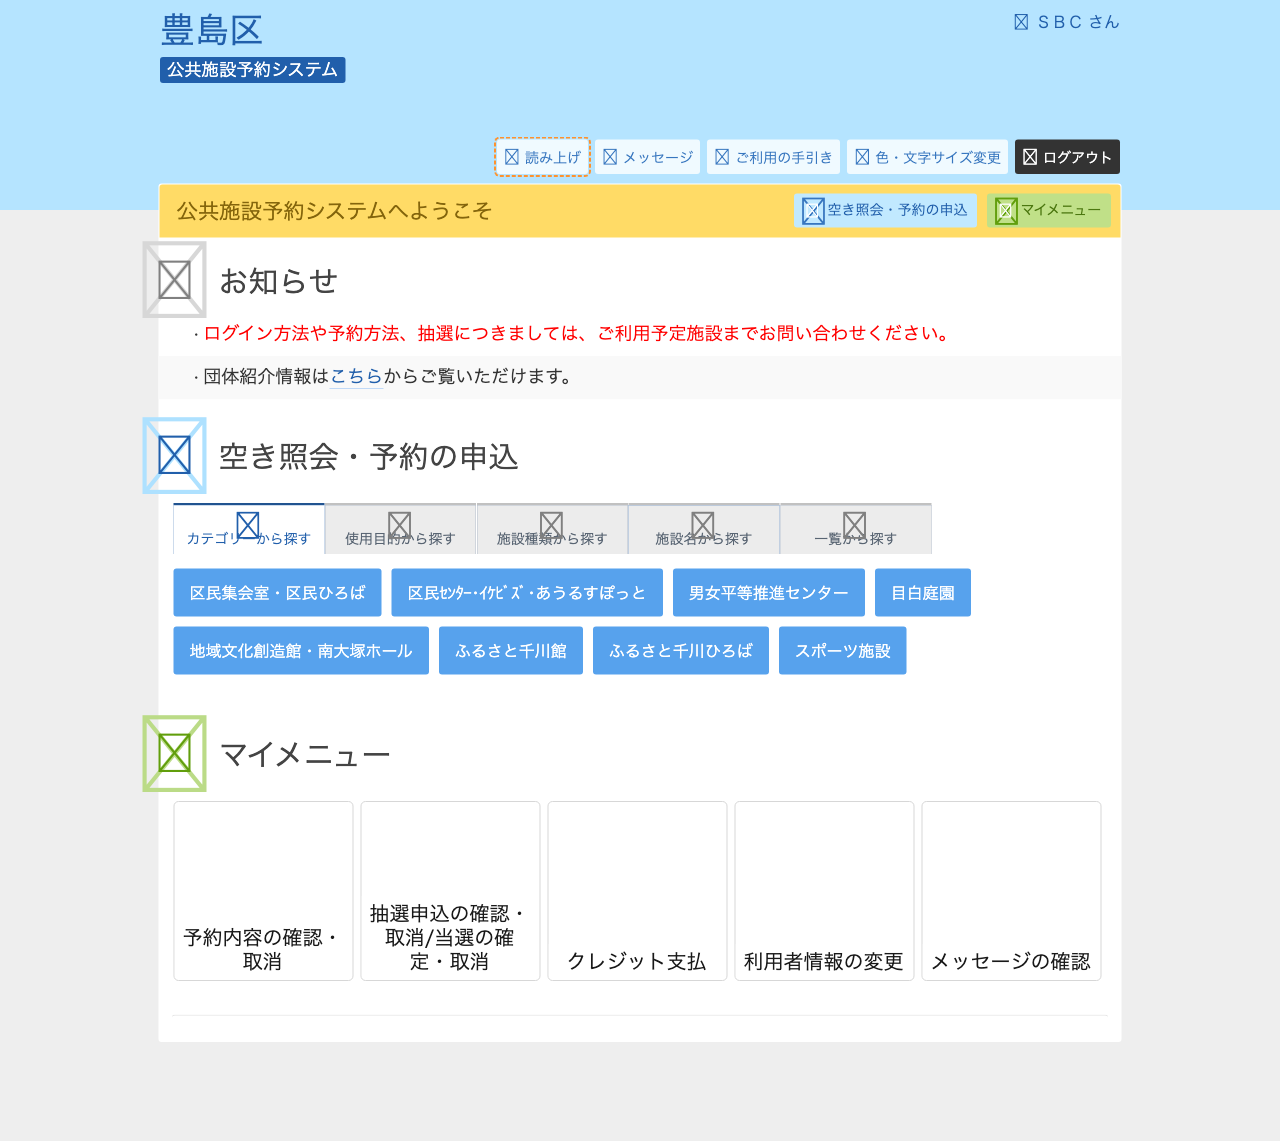 豊島区
ＳＢＣ さん
公共施設予約システム
読み上げ
メッセージ
ご利用の手引き
色・文字サイズ変更
ログアウト
公共施設予約システムへようこそ
空き照会・予約の申込
マイメニュー
お知らせ
・ログイン方法や予約方法、抽選につきましては、ご利用予定施設までお問い合わせください。
・団体紹介情報はこちらからご覧いただけます。
空き照会・予約の申込
カテゴリーから探す
使用目的から探す
施設種類から探す
施設名から探す
一覧から探す
区民集会室・区民ひろば
区民ｾﾝﾀｰ･ｲｹﾋﾞｽﾞ･あうるすぽっと
男女平等推進センター
目白庭園
地域文化創造館・南大塚ホール
ふるさと千川館
ふるさと千川ひろば
スポーツ施設
マイメニュー
予約内容の確認・
取消
抽選申込の確認・
取消/当選の確
定・取消
クレジット支払
利用者情報の変更
メッセージの確認